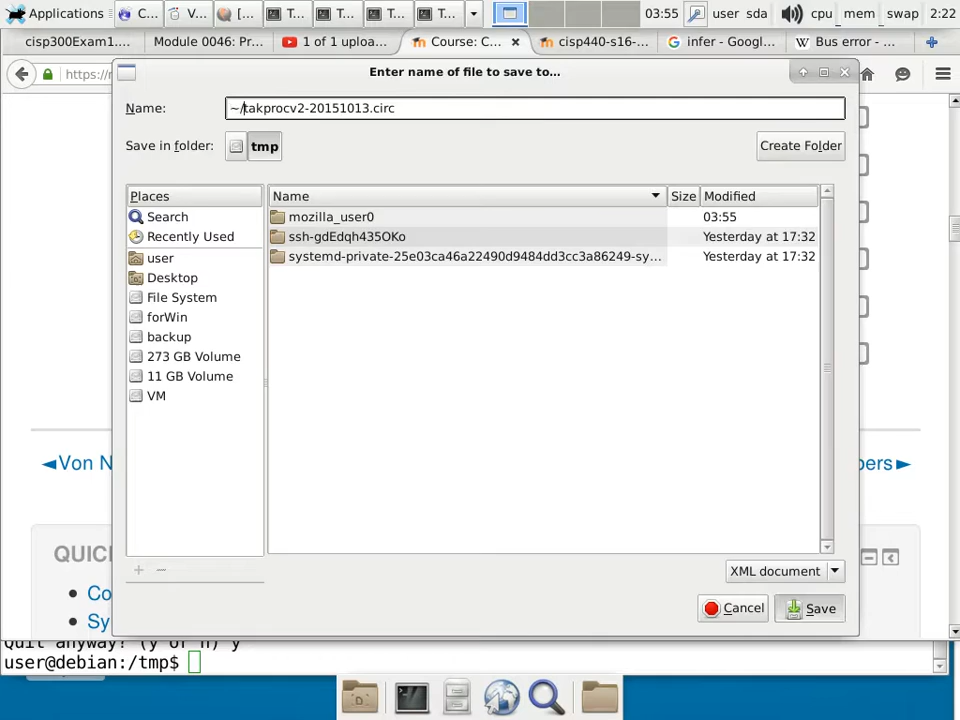 Applications
C...
V...
[...
T...
T...
T...
T...
03:55
user sda
cpu
mem
swap
2:22
cisp300Exam1....
Module 0046: Pr...
1 of 1 uploa...
Course: C...
cisp440-s16-...
infer - Googl...
Bus error - ...
https://
Enter name of file to save to...
Name:
~/takprocv2-20151013.circ
Save in folder:
tmp
Create Folder
Places
Name
Size
Modified
Search
mozilla_user0
03:55
Recently Used
ssh-gdEdqh435OKo
Yesterday at 17:32
user
systemd-private-25e03ca46a22490d9484dd3cc3a86249-sy...
Yesterday at 17:32
Desktop
File System
forWin
backup
273 GB Volume
11 GB Volume
VM
◄Von N
bers►
QUIC
XML document
Co
Cancel
Save
Sy
Quit anyway? (y or n) y
user@debian:/tmp$